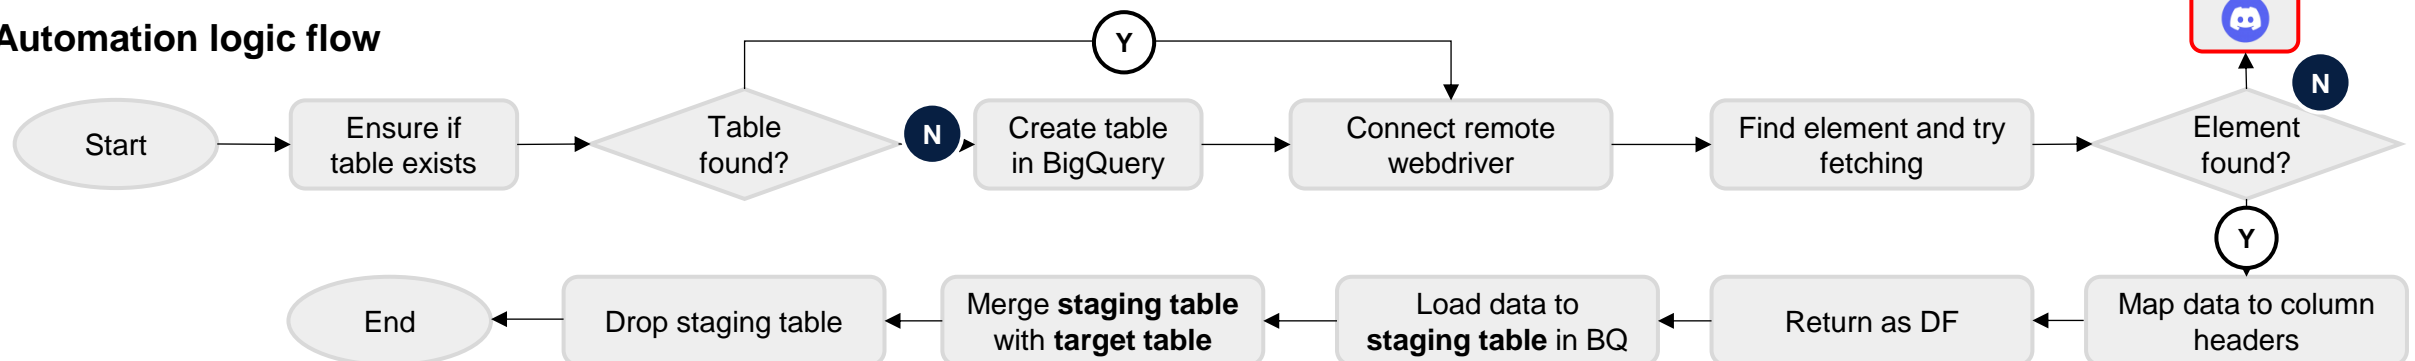 Automation logic flow
Y
N
Start
Ensure if
table exists
Table
found?
N
Create table
in BigQuery
Connect remote
webdriver
Find element and try
fetching
Element
found?
Y
End
Drop staging table
Merge staging table
with target table
Load data to
staging table in BQ
Return as DF
Map data to column
headers